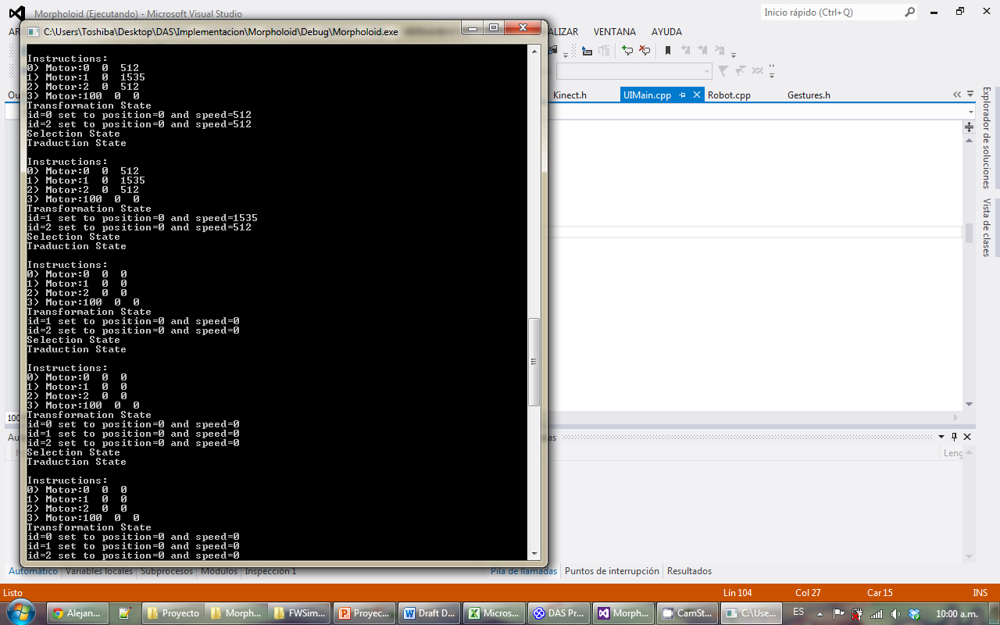 Morpholoid (Ejecutando) - Microsoft Visual Studio
Inicio rápido (Ctrl+Q)
C:\Users\Toshiba\Desktop\DAS\Implementacion\Morpholoid\Debug\Morpholoid.exe
VENTANA AYUDA
Kinect.h UIMain.cpp Robot.cpp Gestures.h
Explorador de soluciones
Vista de clases
Instructions:
0) Motor:0 0 512
1) Motor:1 0 1535
2) Motor:2 0 512
3) Motor:100 0 0
Transformation State
id=0 set to position=0 and speed=512
id=2 set to position=0 and speed=512
Selection State
Traduction State
Instructions:
0) Motor:0 0 512
1) Motor:1 0 1535
2) Motor:2 0 512
3) Motor:100 0 0
Transformation State
id=1 set to position=0 and speed=1535
id=2 set to position=0 and speed=512
Selection State
Traduction State
Instructions:
0) Motor:0 0 0
1) Motor:1 0 0
2) Motor:2 0 0
3) Motor:100 0 0
Transformation State
id=1 set to position=0 and speed=0
id=2 set to position=0 and speed=0
Selection State
Traduction State
Instructions:
0) Motor:0 0 0
1) Motor:1 0 0
2) Motor:2 0 0
3) Motor:100 0 0
Transformation State
id=0 set to position=0 and speed=0
id=1 set to position=0 and speed=0
id=2 set to position=0 and speed=0
Selection State
Traduction State
Instructions:
0) Motor:0 0 0
1) Motor:1 0 0
2) Motor:2 0 0
3) Motor:100 0 0
Transformation State
id=0 set to position=0 and speed=0
id=1 set to position=0 and speed=0
id=2 set to position=0 and speed=0
Automático Variables locales Subprocesos Módulos Inspección 1 Pila de llamadas Puntos de interrupción Resultados
Listo Lín 104 Col 27 Car 15 INS
Alejan... Proyecto Morph... FWSim... Proyec... Draft D... Micros... DAS Pr... Morph... CamSt... C:\Use... ES 10:00 a.m.